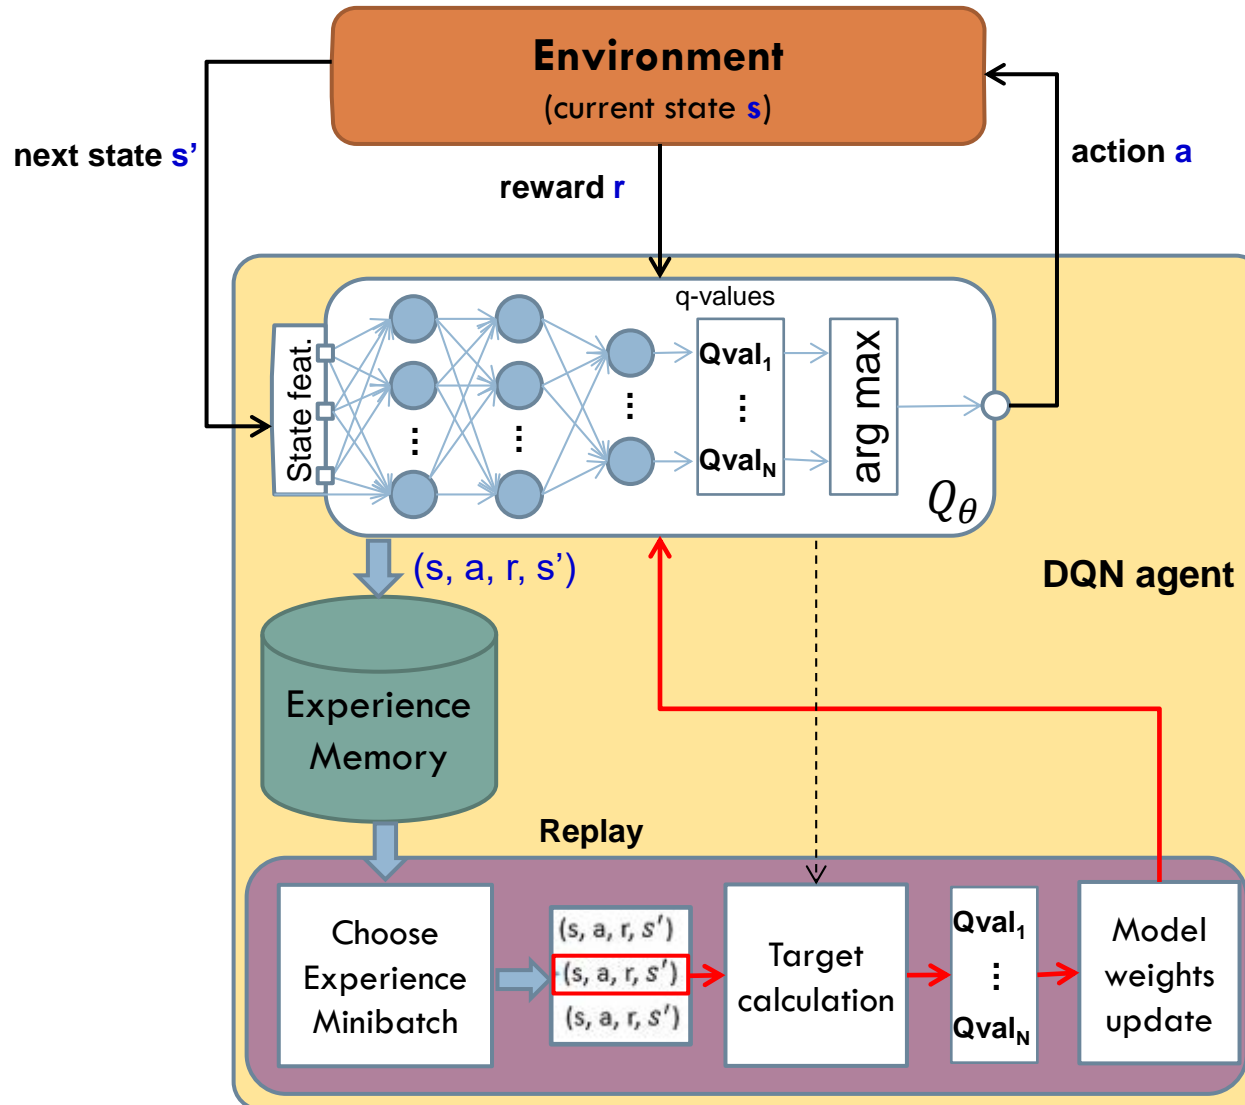 Environment
(current state s)
next state s’
action a
reward r
q-values
State feat.
Qval1
⋮
QvalN
arg max
⋮
⋮
⋮
Qθ
(s, a, r, s’)
DQN agent
Experience
Memory
Replay
Choose
Experience
Minibatch
(s, a, r, s′)
(s, a, r, s′)
(s, a, r, s′)
Target
calculation
Qval1
⋮
QvalN
Model
weights
update